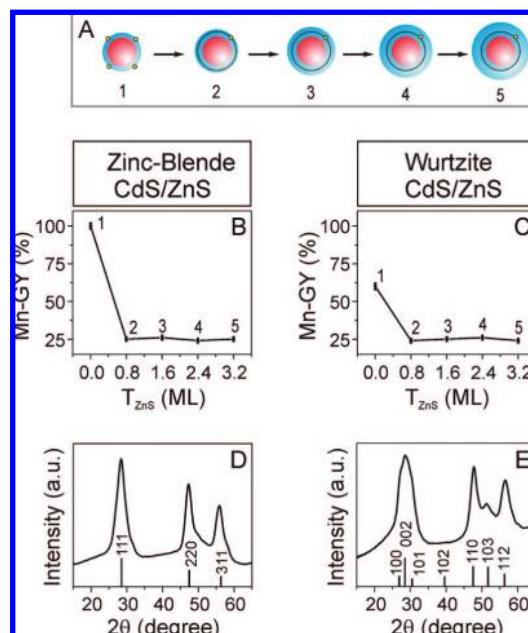 A
1 2 3 4 5
Zinc-Blende
CdS/ZnS
Wurtzite
CdS/ZnS
B
Mn-GY (%)
100
75
50
25
1
2 3 4 5
0.0 0.8 1.6 2.4 3.2
T_ZnS (ML)
C
Mn-GY (%)
100
75
50
25
1
2 3 4 5
0.0 0.8 1.6 2.4 3.2
T_ZnS (ML)
D
Intensity (a.u.)
111
220
311
20 30 40 50 60
2θ (degree)
E
Intensity (a.u.)
100
002
101
102
110
103
112
20 30 40 50 60
2θ (degree)